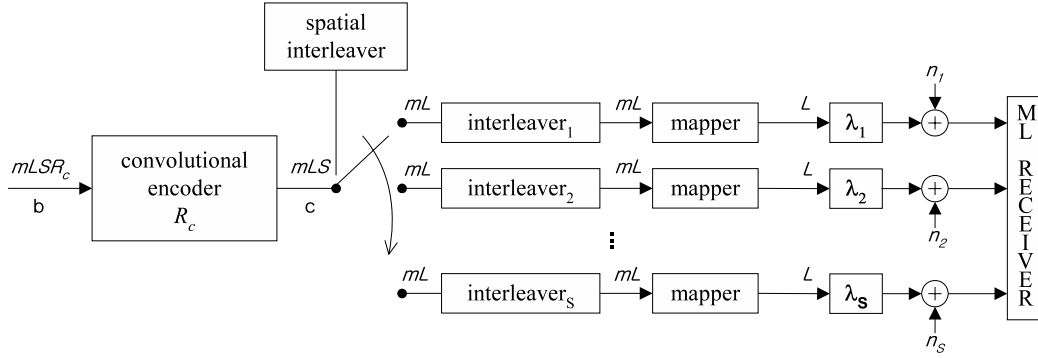 spatial
interleaver
mLSR_c
b
convolutional
encoder
R_c
mLS
c
mL
interleaver_1
mL
mapper
L
λ_1
n_1
+
mL
interleaver_2
mL
mapper
L
λ_2
+
n_2
mL
interleaver_S
mL
mapper
L
λ_S
+
n_S
ML RECEIVER